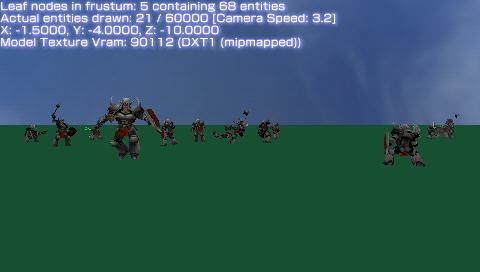 Leaf nodes in frustum: 5 containing 68 entities
Actual entities drawn: 21 / 60000 [Camera Speed: 3.2]
X: -1.5000, Y: -4.0000, Z: -10.0000
Model Texture Vram: 90112 (DXT1 (mipmapped))